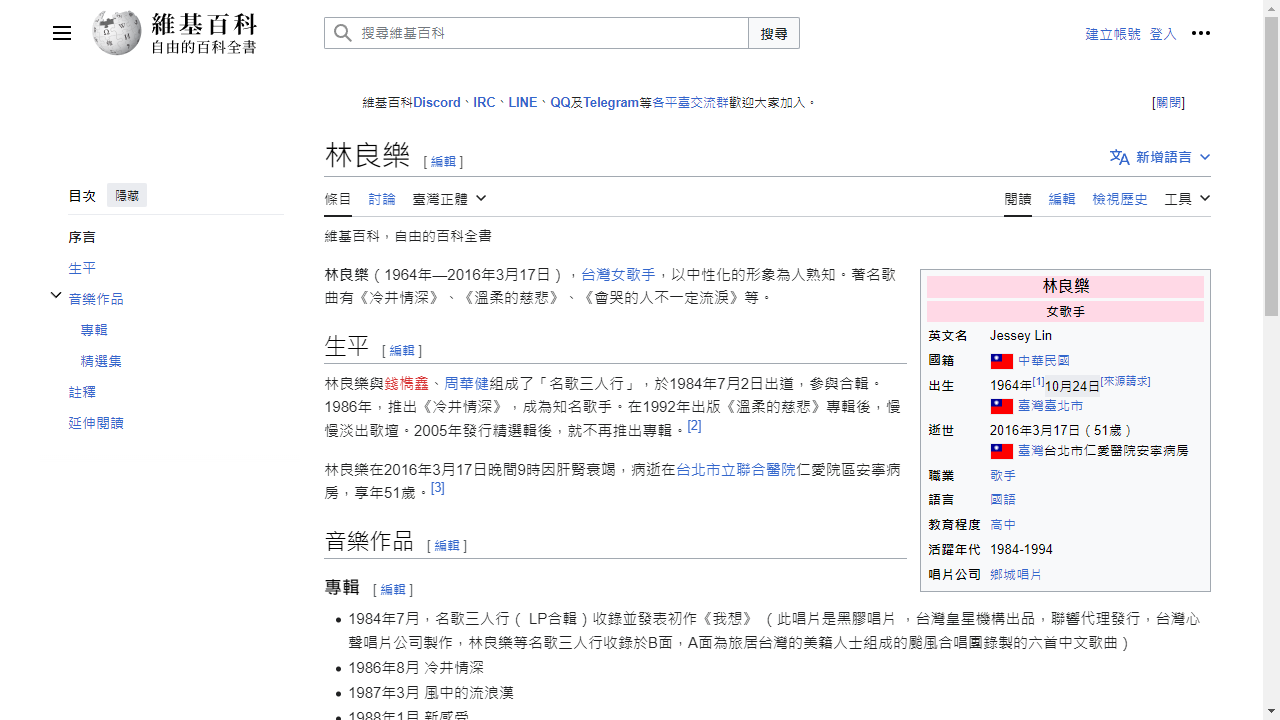 維基百科
自由的百科全書
搜尋維基百科
搜尋
建立帳號 登入
維基百科Discord、IRC、LINE、QQ及Telegram等各平臺交流群歡迎大家加入。
[關閉]
林良樂 [ 編輯 ]
新增語言
目次 隱藏
序言
生平
音樂作品
專輯
精選集
註釋
延伸閱讀
條目 討論 臺灣正體
閱讀 編輯 檢視歷史 工具
維基百科，自由的百科全書
林良樂（1964年—2016年3月17日），台灣女歌手，以中性化的形象為人熟知。著名歌
曲有《冷井情深》、《溫柔的慈悲》、《會哭的人不一定流淚》等。
生平 [ 編輯 ]
林良樂與錢懏鑫、周華健組成了「名歌三人行」，於1984年7月2日出道，參與合輯。
1986年，推出《冷井情深》，成為知名歌手。在1992年出版《溫柔的慈悲》專輯後，慢
慢淡出歌壇。2005年發行精選輯後，就不再推出專輯。[2]
林良樂在2016年3月17日晚間9時因肝腎衰竭，病逝在台北市立聯合醫院仁愛院區安寧病
房，享年51歲。[3]
音樂作品 [ 編輯 ]
專輯 [ 編輯 ]
1984年7月，名歌三人行（ LP合輯）收錄並發表初作《我想》 （ 此唱片是黑膠唱片 ，台灣皇星機構出品，聯響代理發行，台灣心
聲唱片公司製作，林良樂等名歌三人行收錄於B面，A面為旅居台灣的美籍人士組成的颱風合唱團錄製的六首中文歌曲 ）
1986年8月 冷井情深
1987年3月 風中的流浪漢
1988年1月 新感受
林良樂
女歌手
英文名 Jessey Lin
國籍 中華民國
出生 1964年[1]10月24日[來源請求]
臺灣臺北市
逝世 2016年3月17日（51歲）
臺灣台北市仁愛醫院安寧病房
職業 歌手
語言 國語
教育程度 高中
活躍年代 1984-1994
唱片公司 鄉城唱片